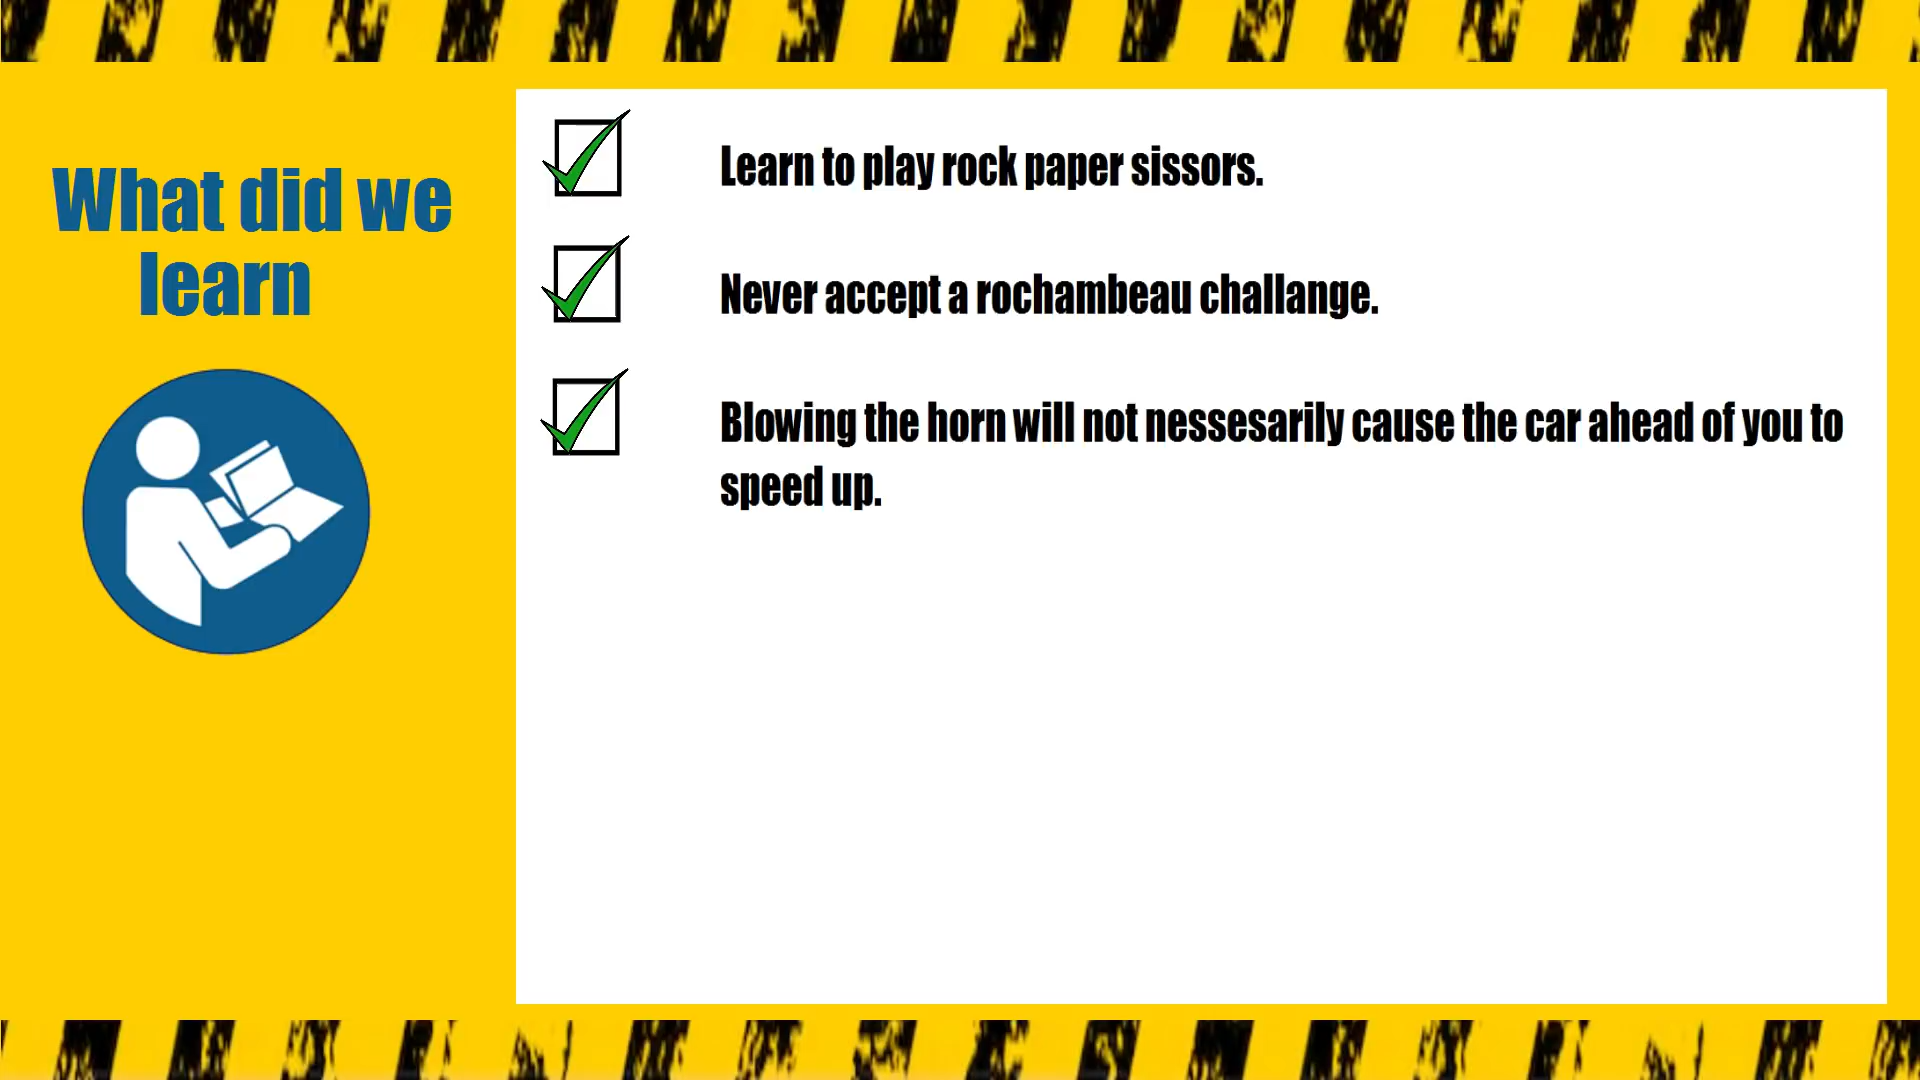 What did we
learn
Learn to play rock paper sissors.
Never accept a rochambeau challange.
Blowing the horn will not nessesarily cause the car ahead of you to
speed up.